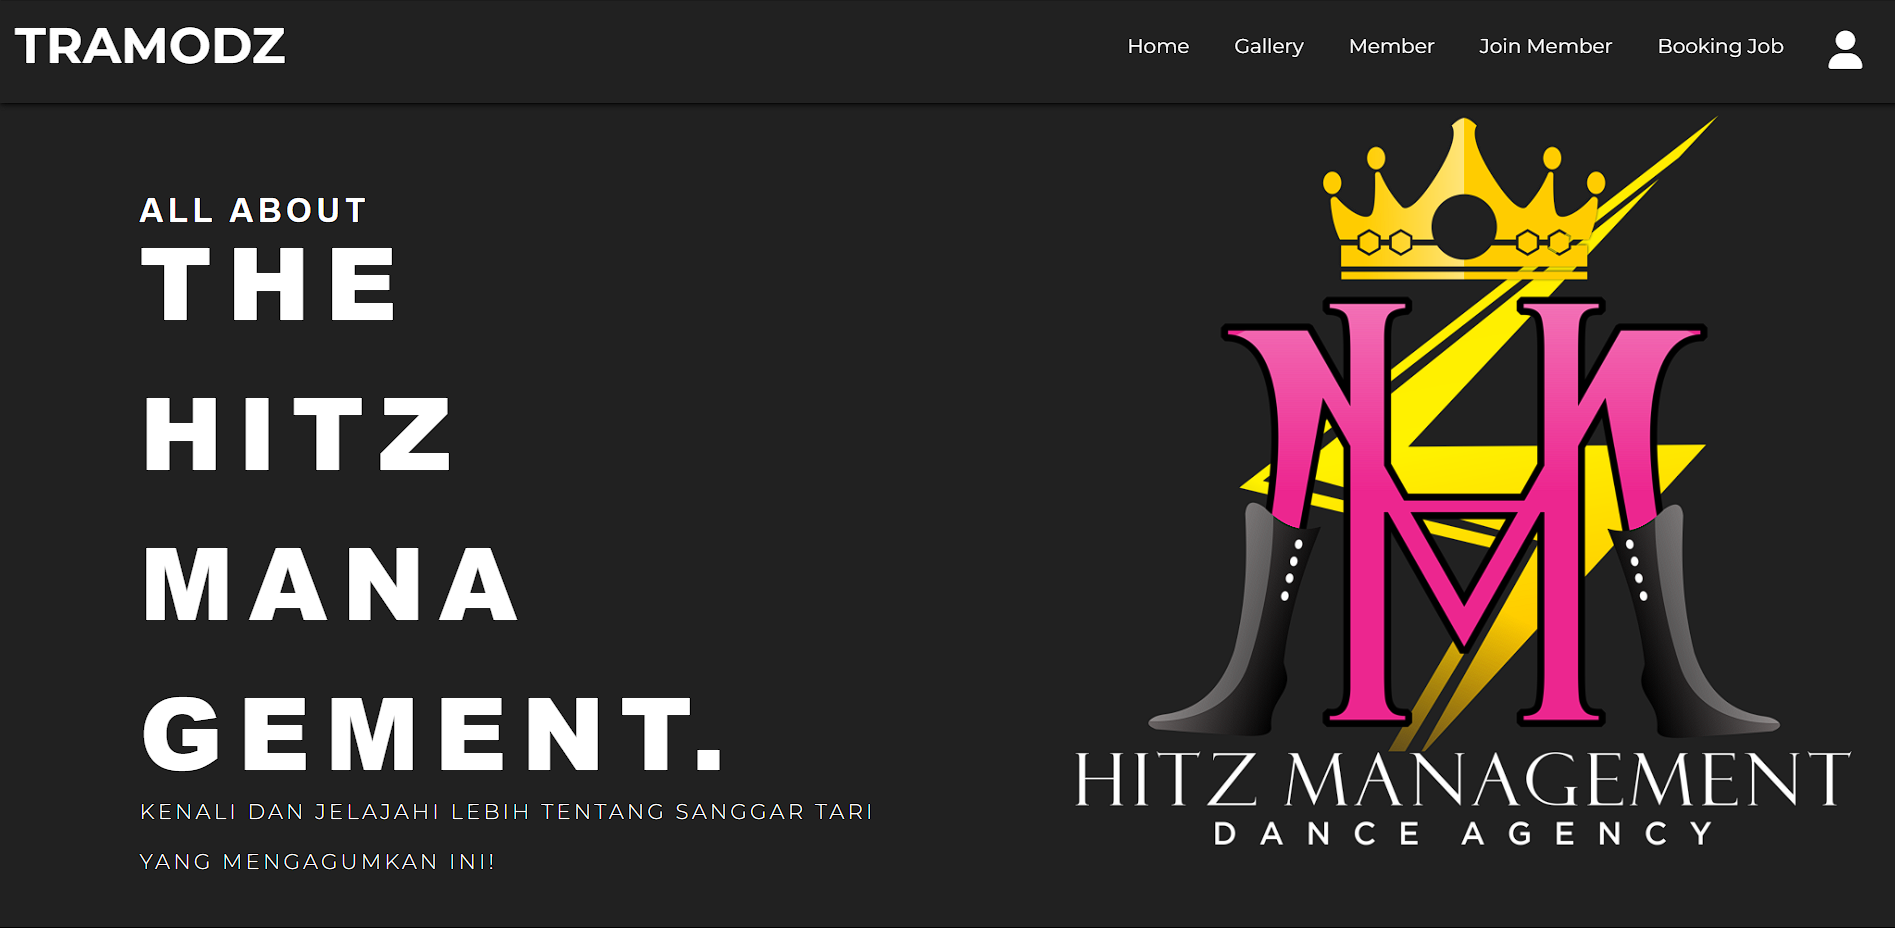 TRAMODZ
Home Gallery Member Join Member Booking Job
ALL ABOUT
THE
HITZ
MANA
GEMENT.
KENALI DAN JELAJAHI LEBIH TENTANG SANGGAR TARI
YANG MENGAGUMKAN INI!
HITZ MANAGEMENT
DANCE AGENCY